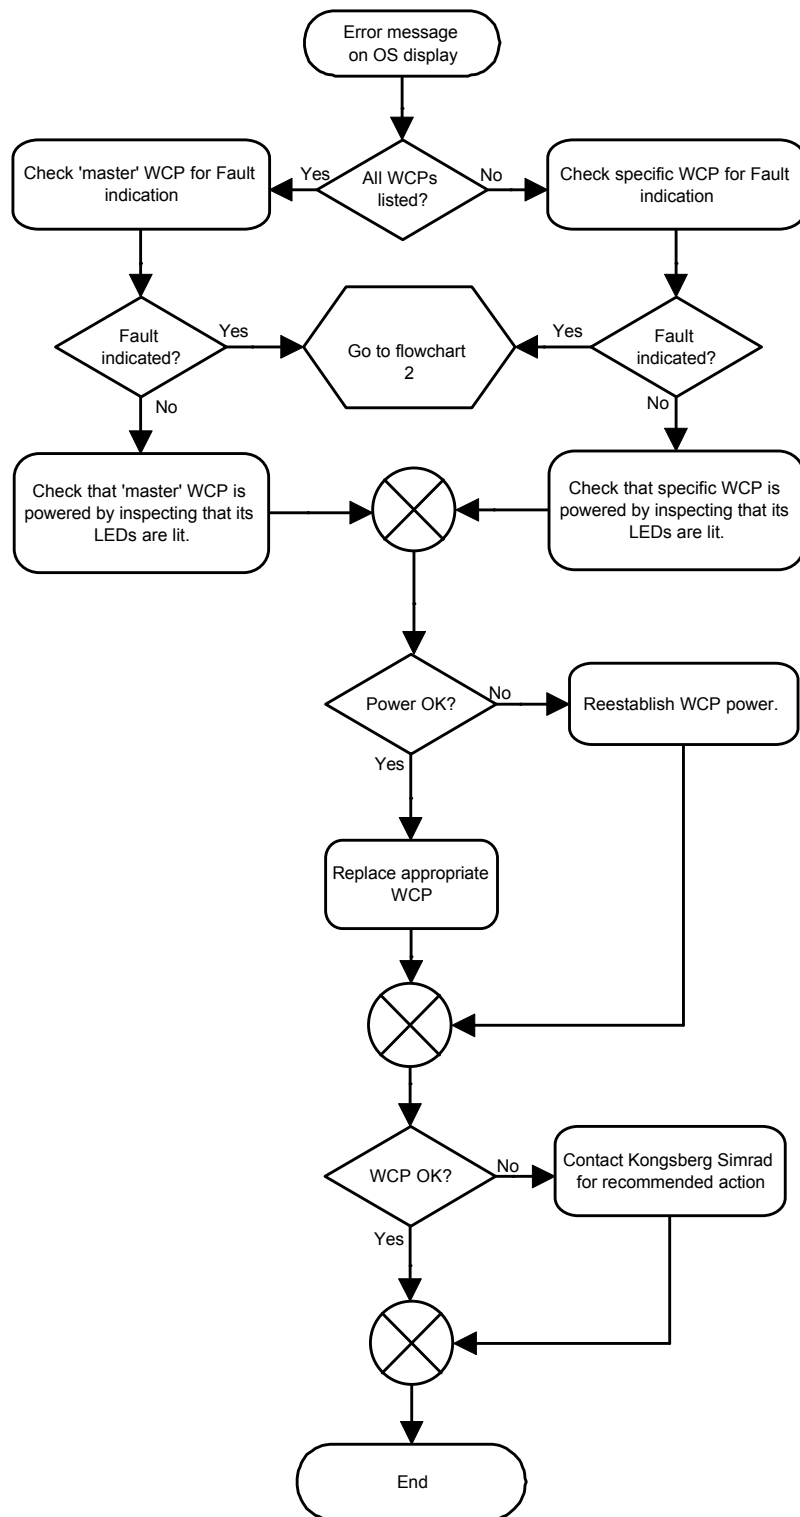 Error message
on OS display
All WCPs
listed?
Yes
No
Check 'master' WCP for Fault
indication
Check specific WCP for Fault
indication
Fault
indicated?
Yes
Go to flowchart
2
Yes
Fault
indicated?
No
No
Check that 'master' WCP is
powered by inspecting that its
LEDs are lit.
Check that specific WCP is
powered by inspecting that its
LEDs are lit.
Power OK?
No
Reestablish WCP power.
Yes
Replace appropriate
WCP
WCP OK?
No
Contact Kongsberg Simrad
for recommended action
Yes
End